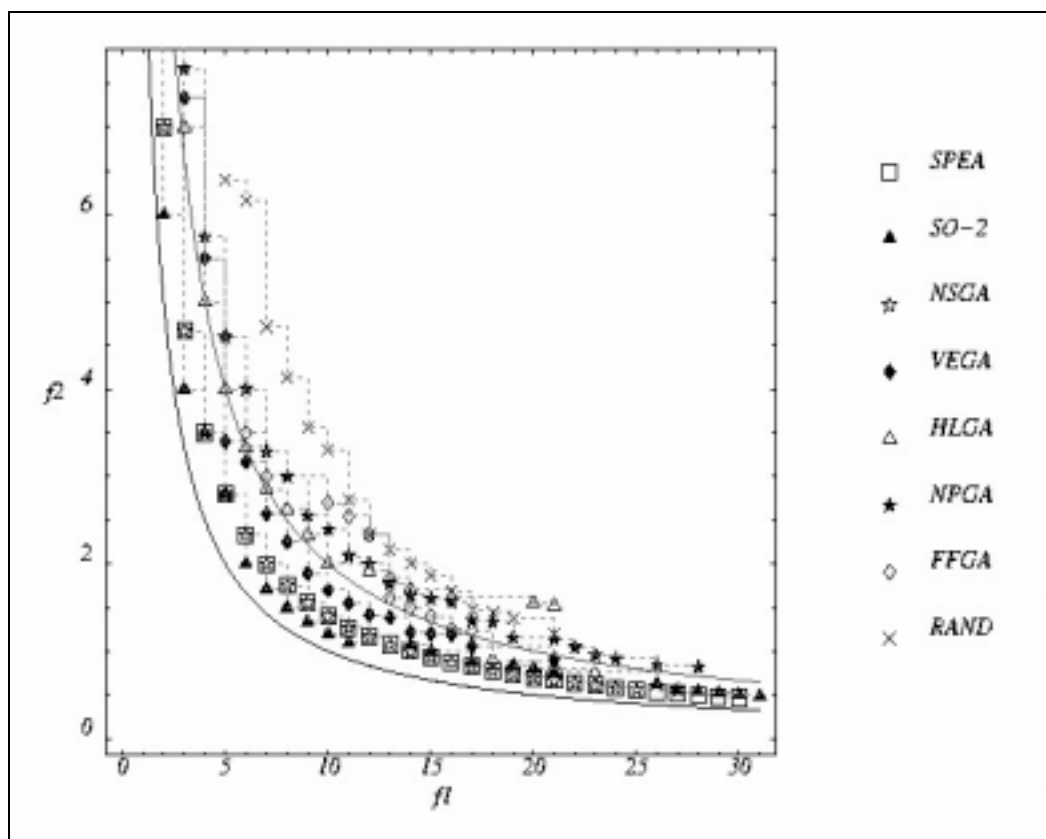 6
4
2
0
f2
0 5 10 15 20 25 30
f1
SPEA
SO-2
NSGA
VEGA
HLGA
NPGA
FFGA
RAND